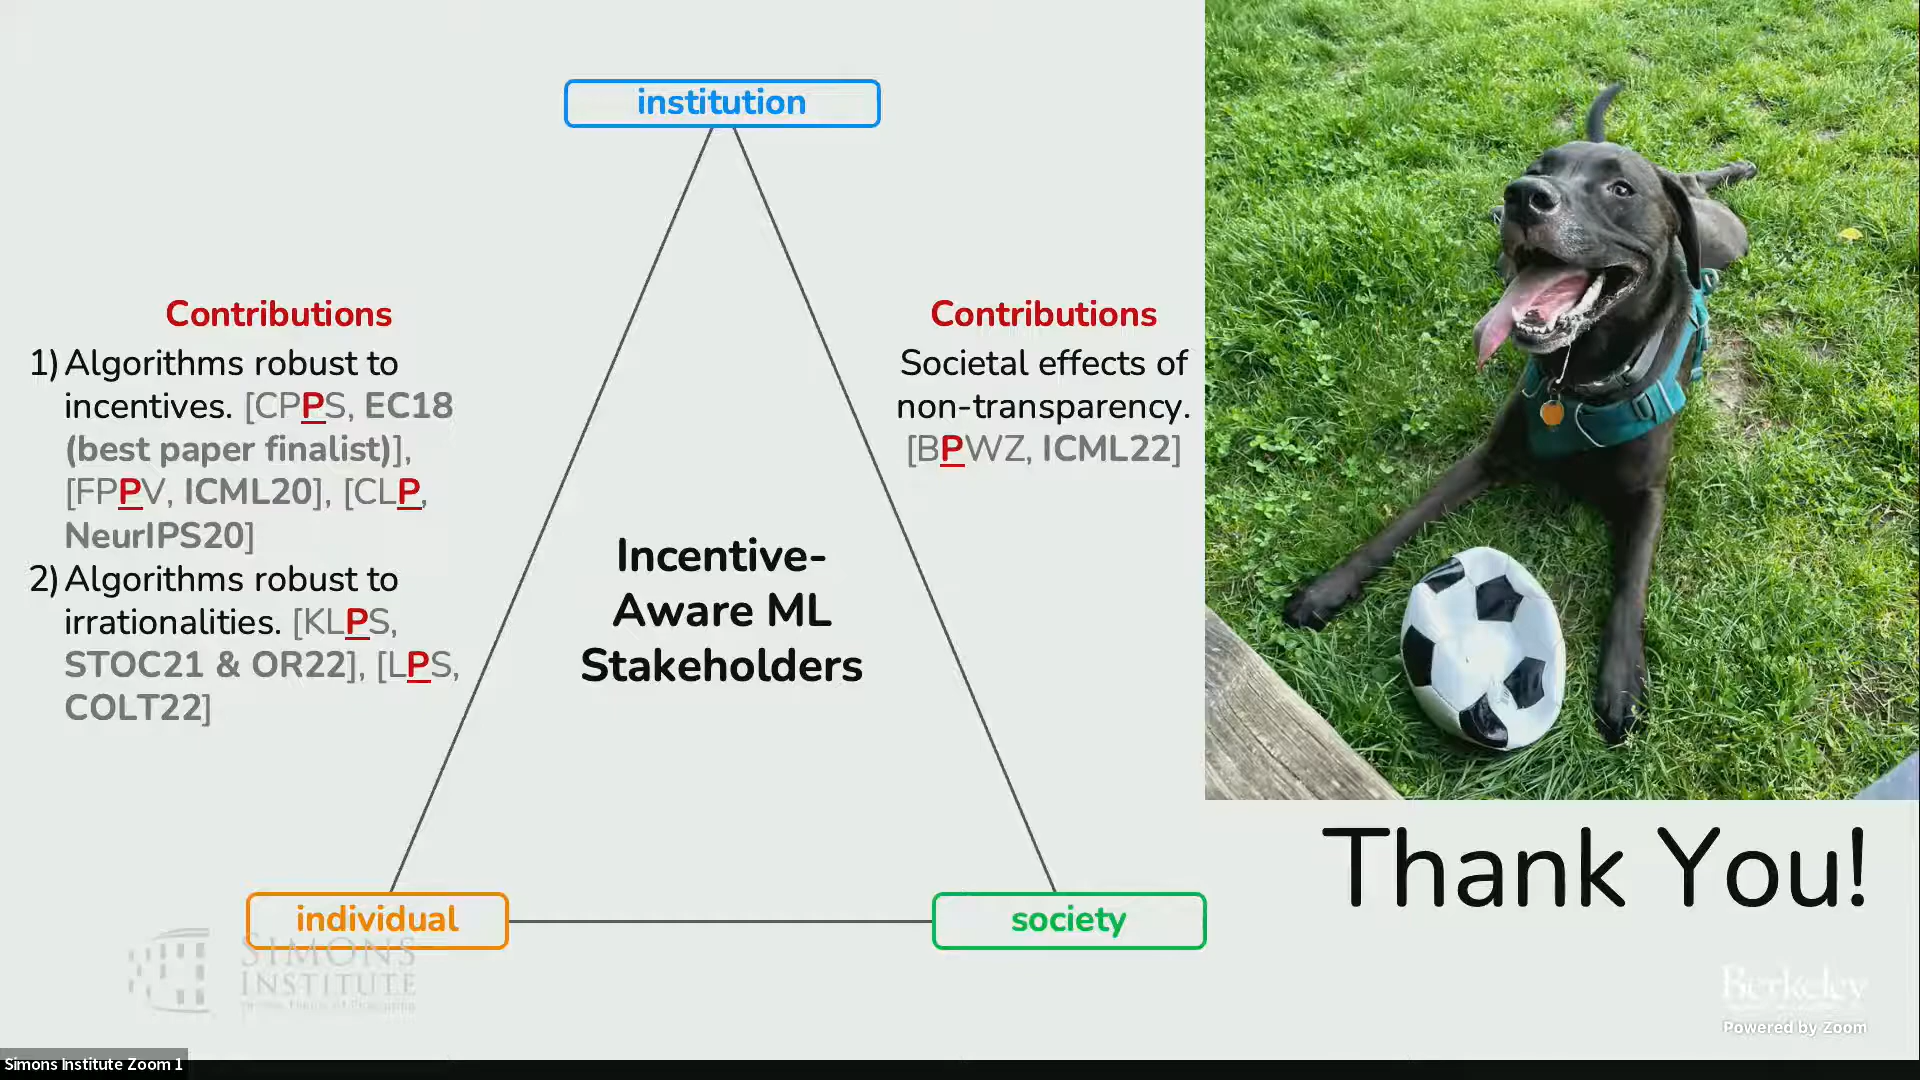 institution
Contributions
1) Algorithms robust to
incentives. [CPPS, EC18
(best paper finalist)],
[FPPV, ICML20], [CLP,
NeurIPS20]
2) Algorithms robust to
irrationalities. [KLPS,
STOC21 & OR22], [LPS,
COLT22]
Contributions
Societal effects of
non-transparency.
[BPWZ, ICML22]
Incentive-
Aware ML
Stakeholders
individual
society
Thank You!
SIMONS
INSTITUTE
Berkeley
Powered by Zoom
Simons Institute Zoom 1